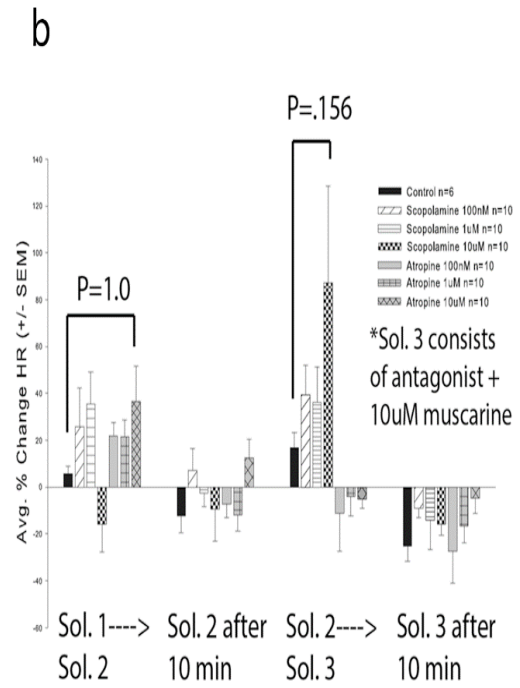 b
P=.156
P=1.0
Avg. % Change HR (+/- SEM)
140
120
100
80
60
40
20
0
-20
-40
-60
Control n=6
Scopolamine 100nM n=10
Scopolamine 1uM n=10
Scopolamine 10uM n=10
Atropine 100nM n=10
Atropine 1uM n=10
Atropine 10uM n=10
*Sol. 3 consists
of antagonist +
10uM muscarine
Sol. 1---->
Sol. 2
Sol. 2 after
10 min
Sol. 2---->
Sol. 3
Sol. 3 after
10 min